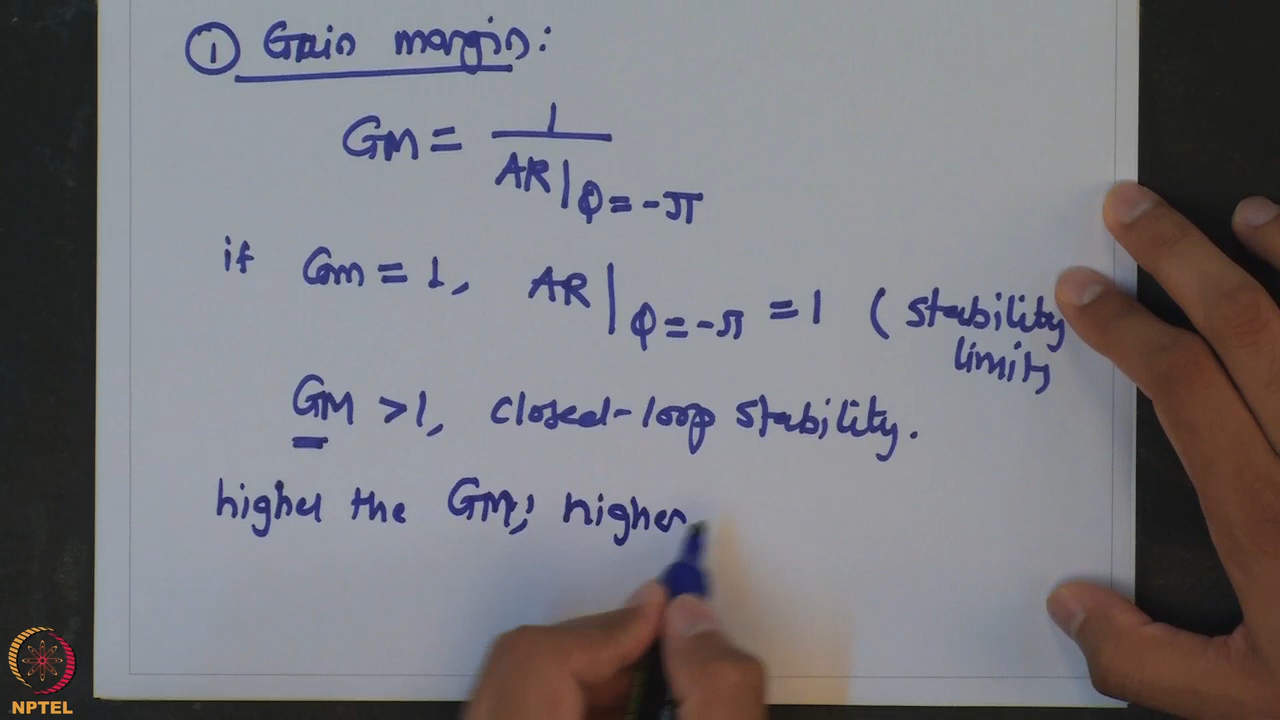 ① Gain margin:
GM = 1 / AR|φ = -π
if GM = 1, AR|φ = -π = 1 (stability
limit)
GM > 1, closed-loop stability.
higher the GM, higher
NPTEL